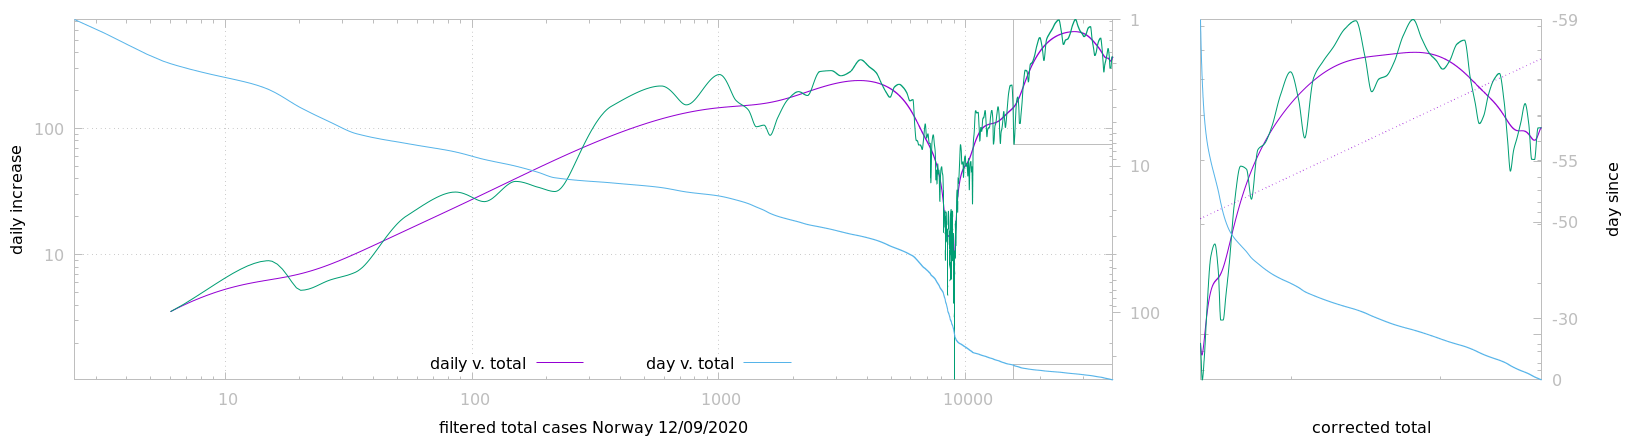 daily increase
100
10
1
10
100
daily v. total
day v. total
10
100
1000
10000
filtered total cases Norway 12/09/2020
-59
-55
-50
-30
0
day since
corrected total